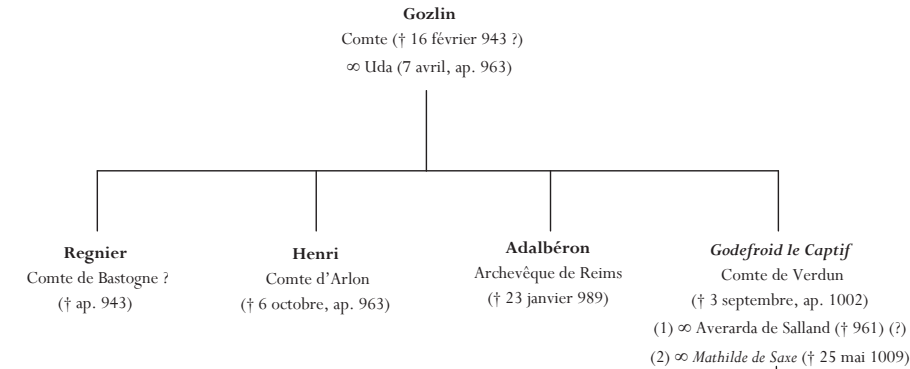 Gozlin
Comte († 16 février 943 ?)
∞ Uda (7 avril, ap. 963)
Regnier
Comte de Bastogne ?
(† ap. 943)
Henri
Comte d'Arlon
(† 6 octobre, ap. 963)
Adalbéron
Archevêque de Reims
(† 23 janvier 989)
Godefroid le Captif
Comte de Verdun
(† 3 septembre, ap. 1002)
(1) ∞ Averarda de Salland († 961) (?)
(2) ∞ Mathilde de Saxe († 25 mai 1009)